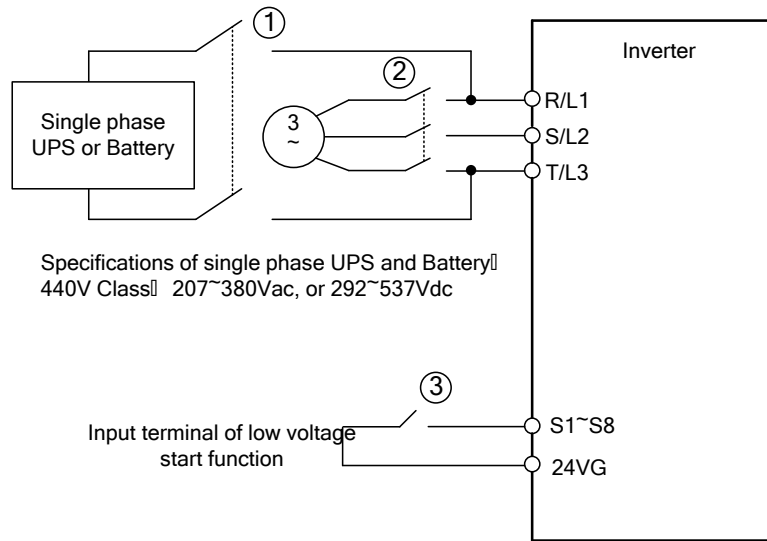 ①
Inverter
②
Single phase
UPS or Battery
3
~
R/L1
S/L2
T/L3
Specifications of single phase UPS and Battery▯
440V Class▯ 207~380Vac, or 292~537Vdc
③
Input terminal of low voltage
start function
S1~S8
24VG